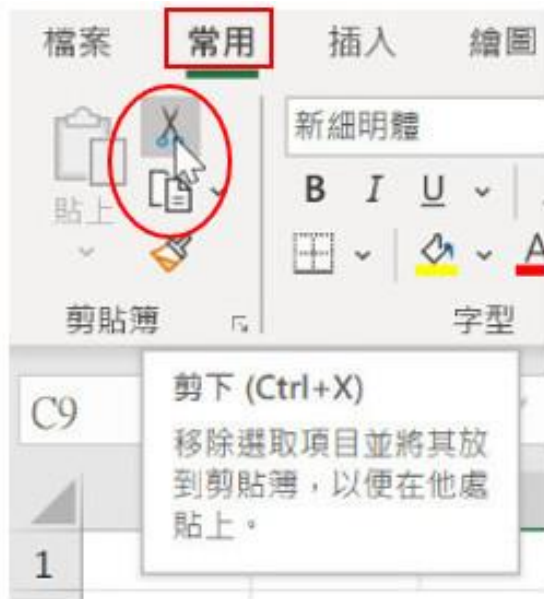 檔案 常用 插入 繪圖
貼上
新細明體
B I U
A
剪貼簿 字型
C9
剪下 (Ctrl+X)
移除選取項目並將其放
到剪貼簿，以便在他處
貼上。
1